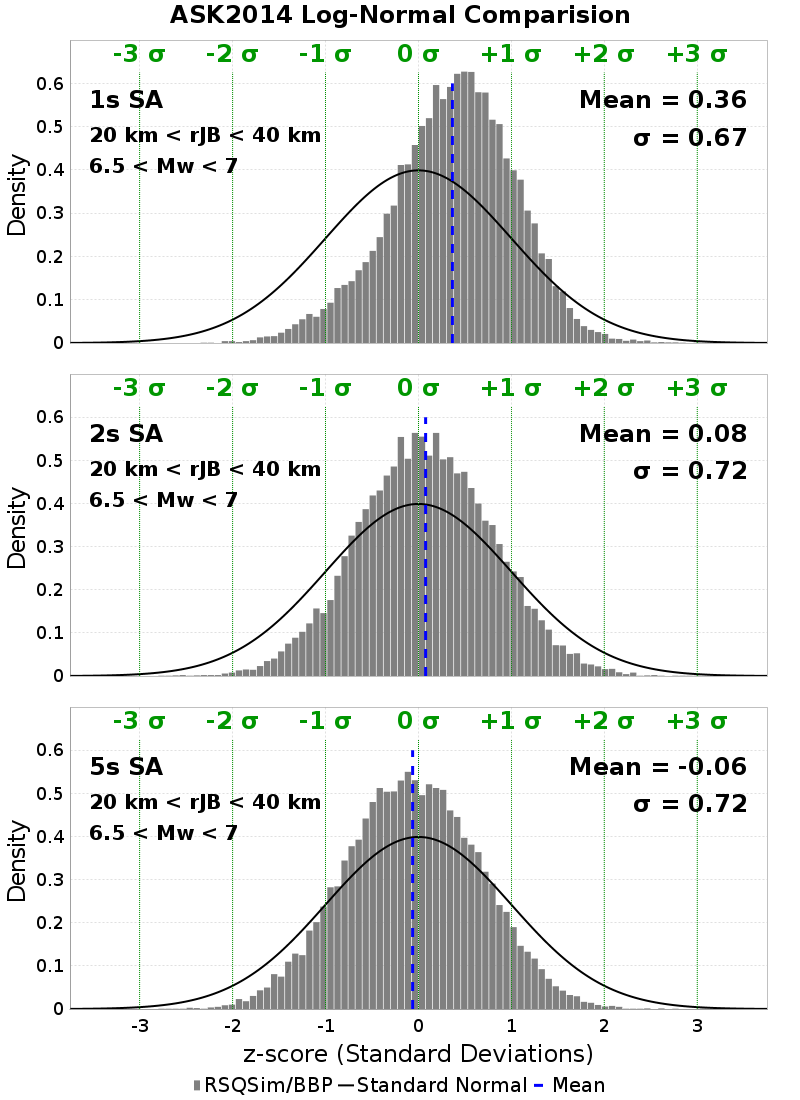 ASK2014 Log-Normal Comparision
-3 σ -2 σ -1 σ 0 σ +1 σ +2 σ +3 σ
1s SA Mean = 0.36
20 km < rJB < 40 km σ = 0.67
6.5 < Mw < 7
Density
0.6
0.5
0.4
0.3
0.2
0.1
0
-3 σ -2 σ -1 σ 0 σ +1 σ +2 σ +3 σ
2s SA Mean = 0.08
20 km < rJB < 40 km σ = 0.72
6.5 < Mw < 7
Density
0.6
0.5
0.4
0.3
0.2
0.1
0
-3 σ -2 σ -1 σ 0 σ +1 σ +2 σ +3 σ
5s SA Mean = -0.06
20 km < rJB < 40 km σ = 0.72
6.5 < Mw < 7
Density
0.6
0.5
0.4
0.3
0.2
0.1
0
-3 -2 -1 0 1 2 3
z-score (Standard Deviations)
RSQSim/BBP Standard Normal Mean